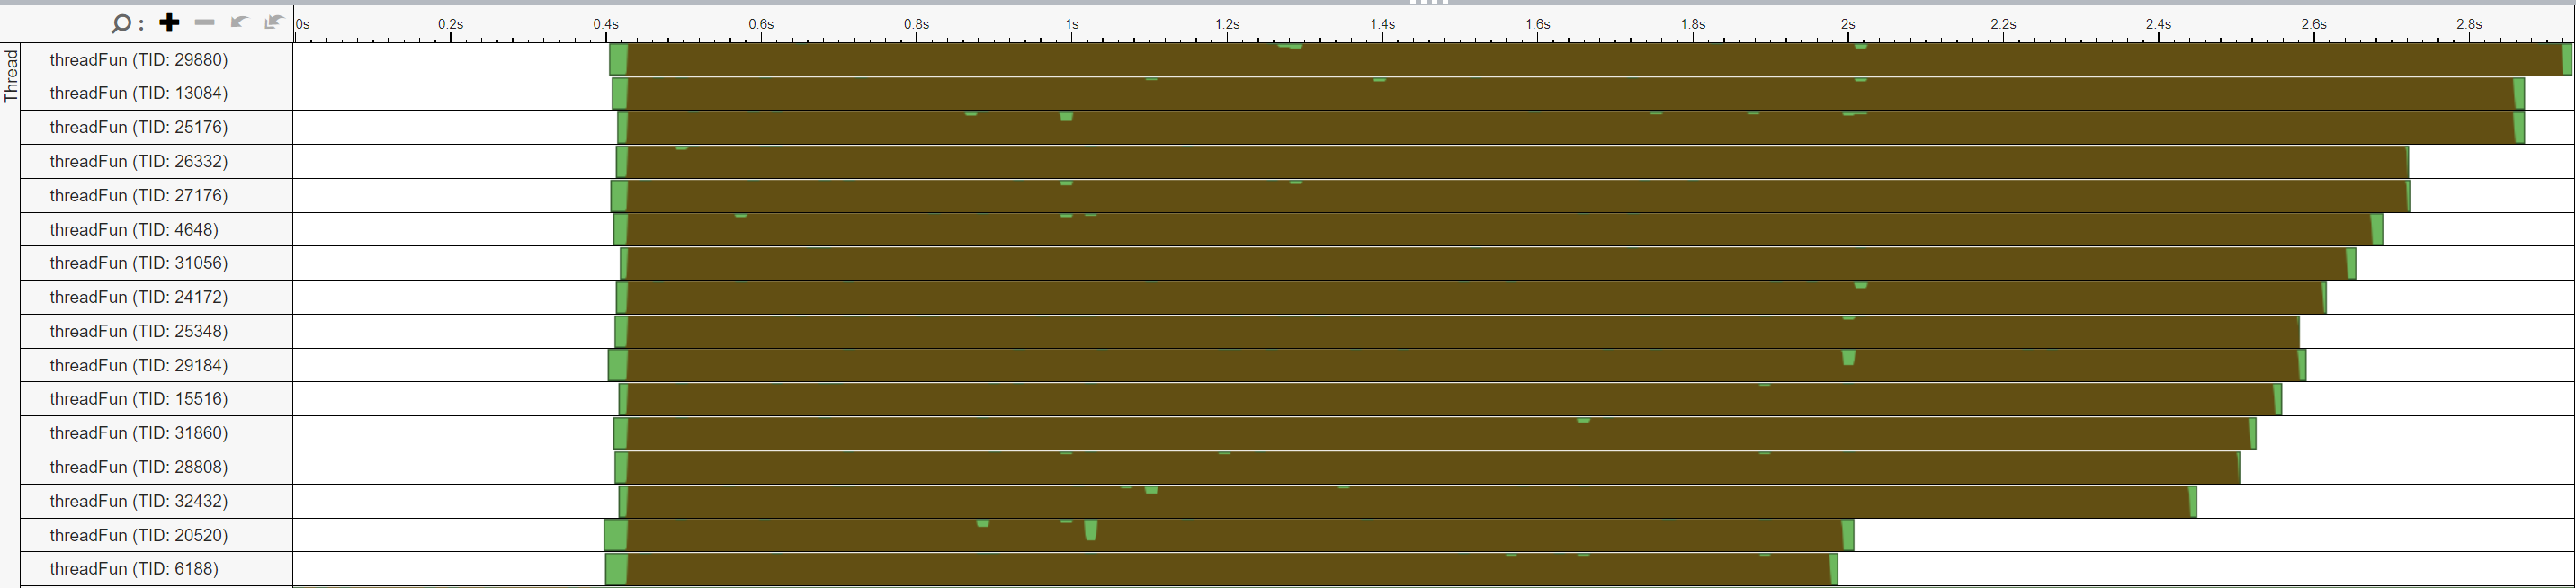 0s 0.2s 0.4s 0.6s 0.8s 1s 1.2s 1.4s 1.6s 1.8s 2s 2.2s 2.4s 2.6s 2.8s
Thread
threadFun (TID: 29880)
threadFun (TID: 13084)
threadFun (TID: 25176)
threadFun (TID: 26332)
threadFun (TID: 27176)
threadFun (TID: 4648)
threadFun (TID: 31056)
threadFun (TID: 24172)
threadFun (TID: 25348)
threadFun (TID: 29184)
threadFun (TID: 15516)
threadFun (TID: 31860)
threadFun (TID: 28808)
threadFun (TID: 32432)
threadFun (TID: 20520)
threadFun (TID: 6188)